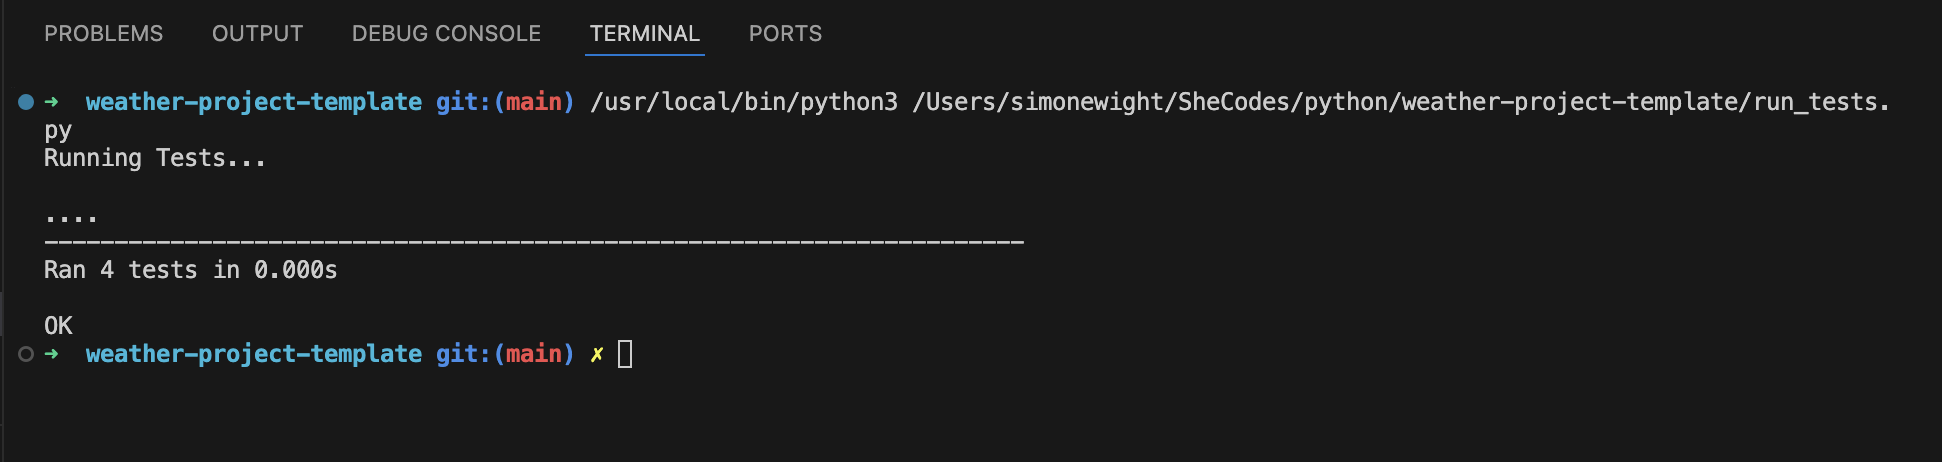 PROBLEMS OUTPUT DEBUG CONSOLE TERMINAL PORTS
➜  weather-project-template git:(main) /usr/local/bin/python3 /Users/simonewight/SheCodes/python/weather-project-template/run_tests.
py
Running Tests...
....
----------------------------------------------------------------------
Ran 4 tests in 0.000s
OK
➜  weather-project-template git:(main) ✗